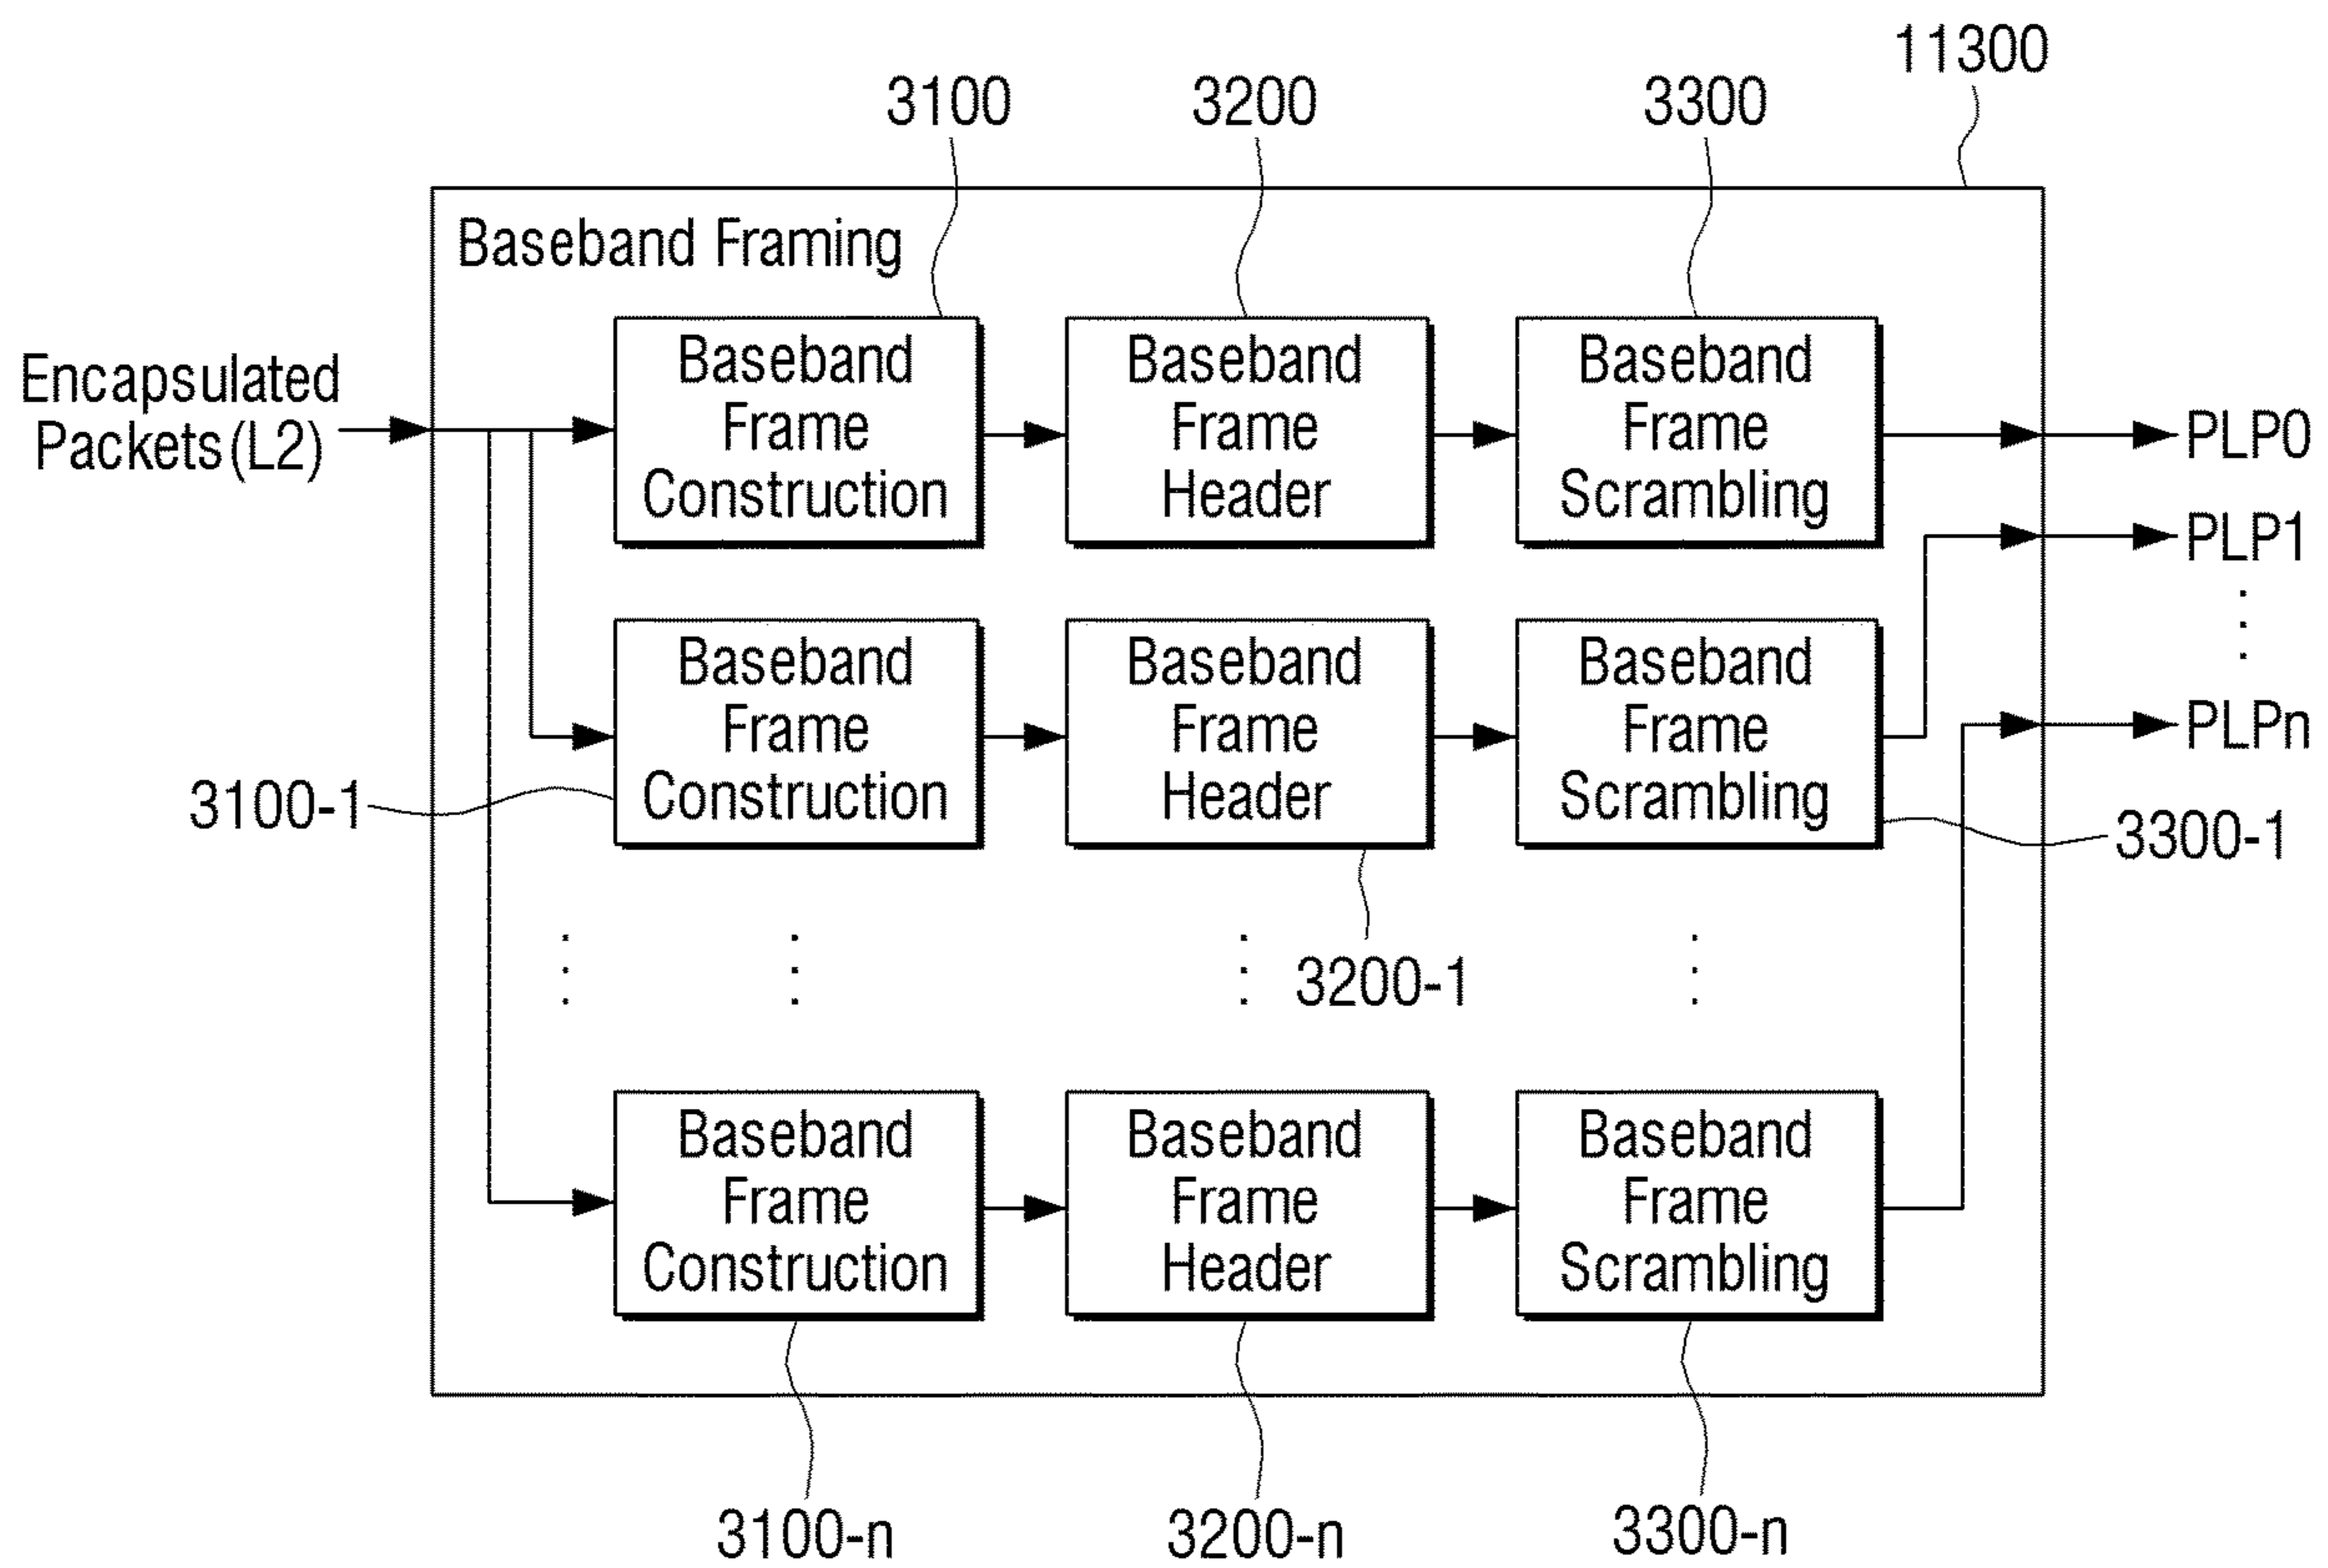 11300
3100
3200
3300
Baseband Framing
Encapsulated
Packets(L2)
Baseband
Frame
Construction
Baseband
Frame
Header
Baseband
Frame
Scrambling
PLP0
PLP1
PLPn
Baseband
Frame
Construction
Baseband
Frame
Header
Baseband
Frame
Scrambling
3100-1
3300-1
3200-1
Baseband
Frame
Construction
Baseband
Frame
Header
Baseband
Frame
Scrambling
3100-n
3200-n
3300-n